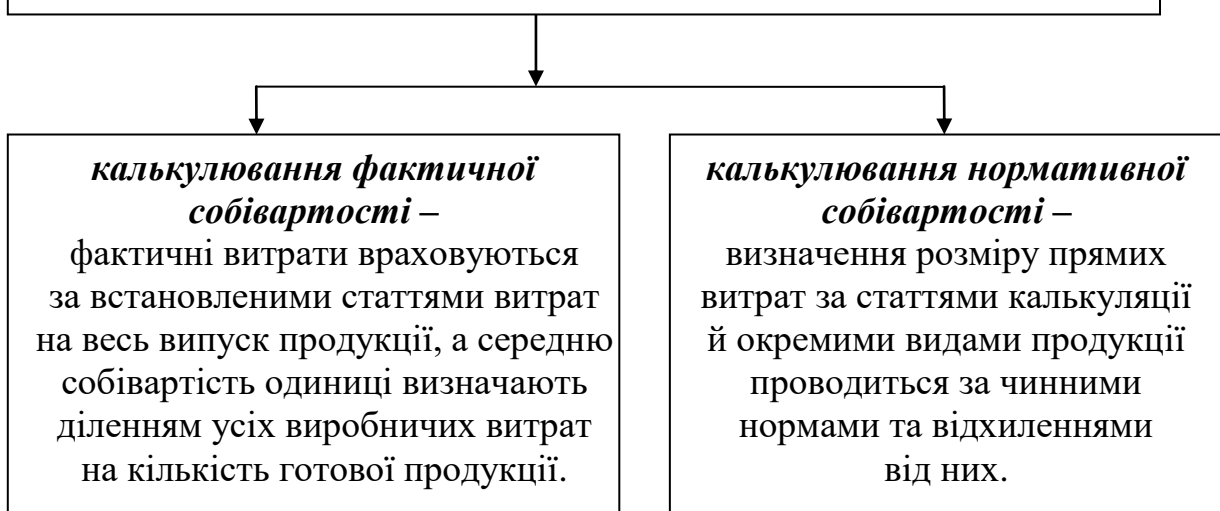 калькулювання фактичної
собівартості –
фактичні витрати враховуються
за встановленими статтями витрат
на весь випуск продукції, а середню
собівартість одиниці визначають
діленням усіх виробничих витрат
на кількість готової продукції.
калькулювання нормативної
собівартості –
визначення розміру прямих
витрат за статтями калькуляції
й окремими видами продукції
проводиться за чинними
нормами та відхиленнями
від них.